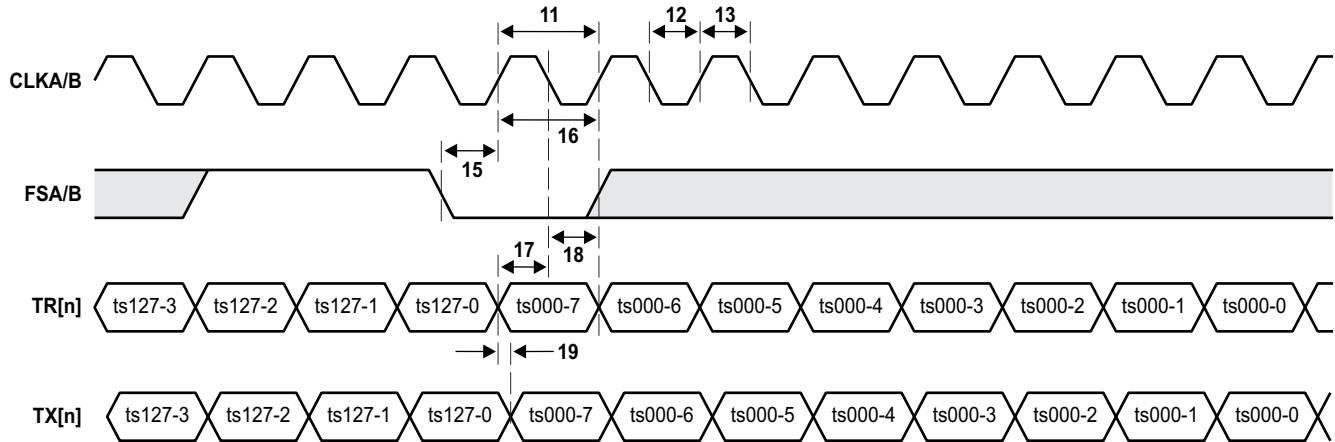 11 12 13
CLKA/B
16
15
FSA/B
17 18
TR[n] ts127-3 ts127-2 ts127-1 ts127-0 ts000-7 ts000-6 ts000-5 ts000-4 ts000-3 ts000-2 ts000-1 ts000-0
19
TX[n] ts127-3 ts127-2 ts127-1 ts127-0 ts000-7 ts000-6 ts000-5 ts000-4 ts000-3 ts000-2 ts000-1 ts000-0